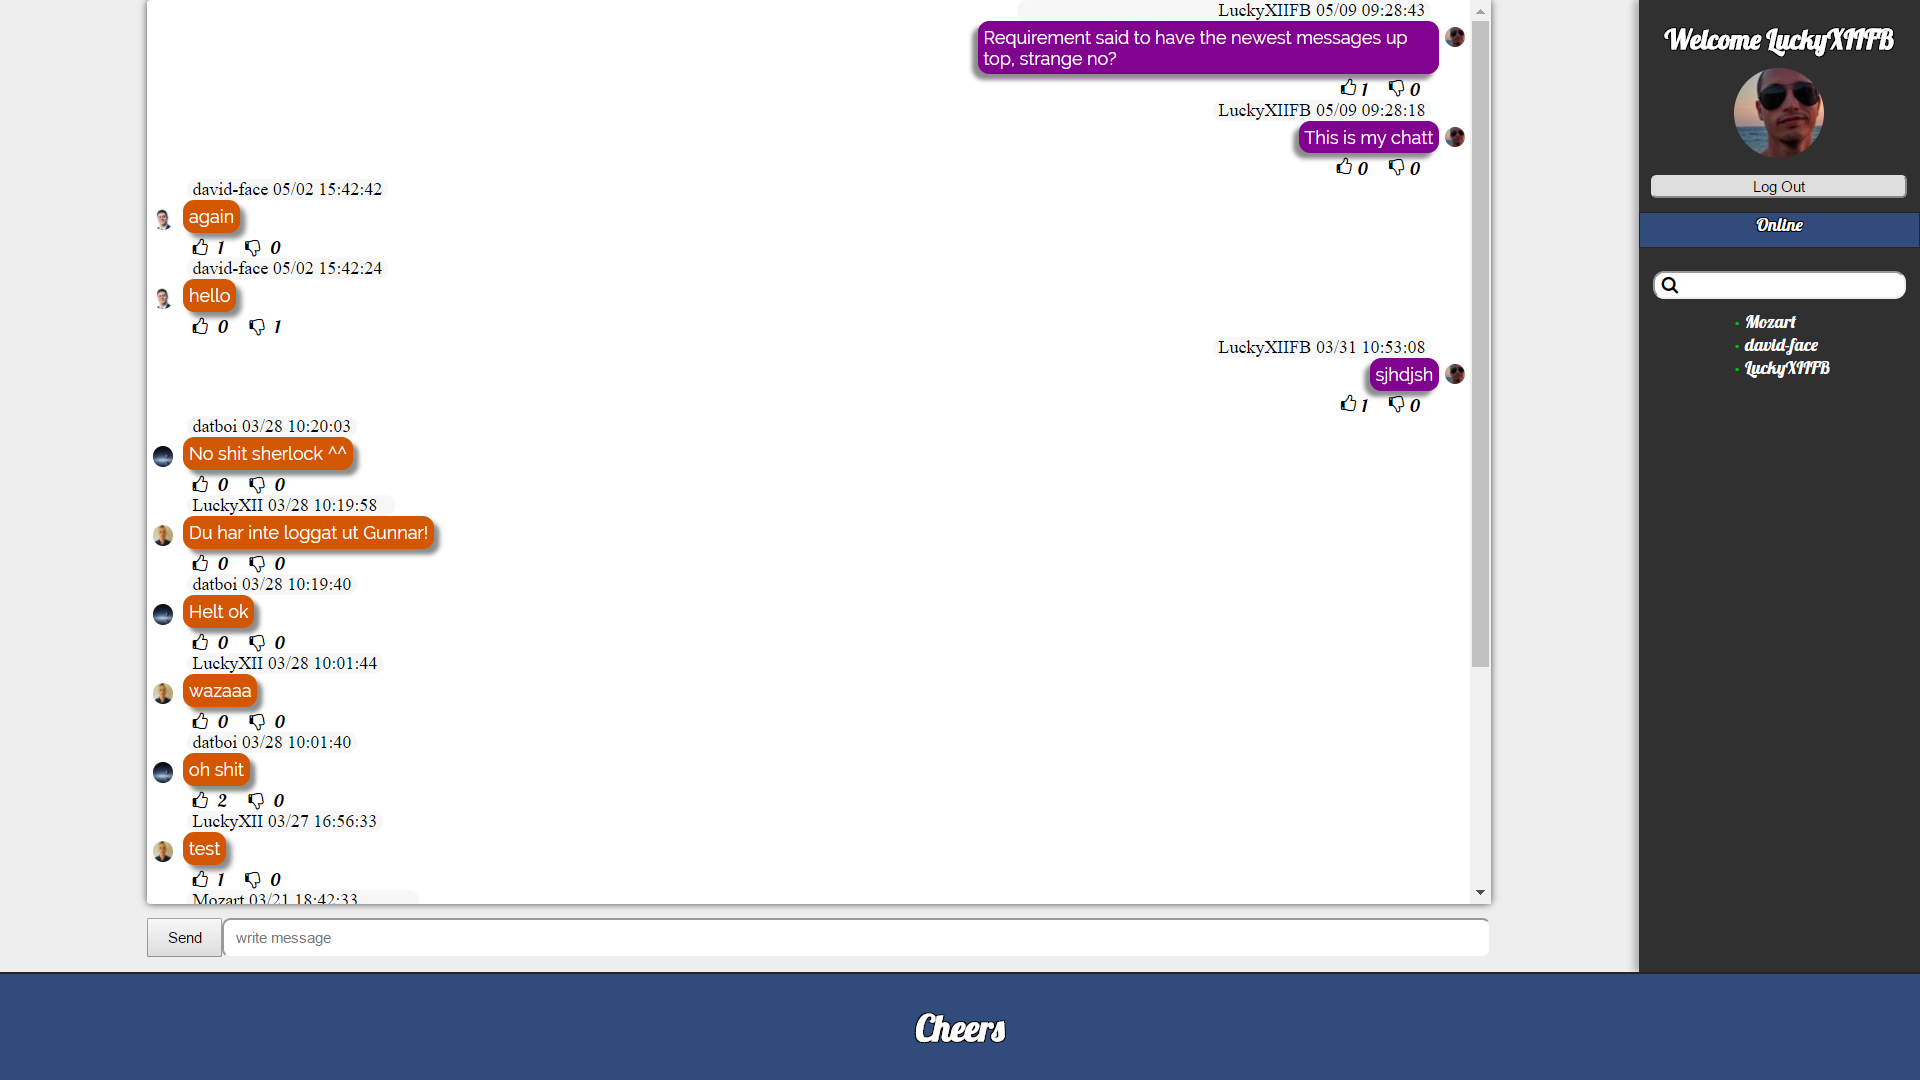 LuckyXIIFB 05/09 09:28:43
Requirement said to have the newest messages up
top, strange no?
1 0
LuckyXIIFB 05/09 09:28:18
This is my chatt
0 0
david-face 05/02 15:42:42
again
1 0
david-face 05/02 15:42:24
hello
0 1
LuckyXIIFB 03/31 10:53:08
sjhdjsh
1 0
datboi 03/28 10:20:03
No shit sherlock ^^
0 0
LuckyXII 03/28 10:19:58
Du har inte loggat ut Gunnar!
0 0
datboi 03/28 10:19:40
Helt ok
0 0
LuckyXII 03/28 10:01:44
wazaaa
0 0
datboi 03/28 10:01:40
oh shit
2 0
LuckyXII 03/27 16:56:33
test
1 0
Mozart 03/21 18:42:33
Send
write message
Welcome LuckyXIIFB
Log Out
Online
Mozart
david-face
LuckyXIIFB
Cheers